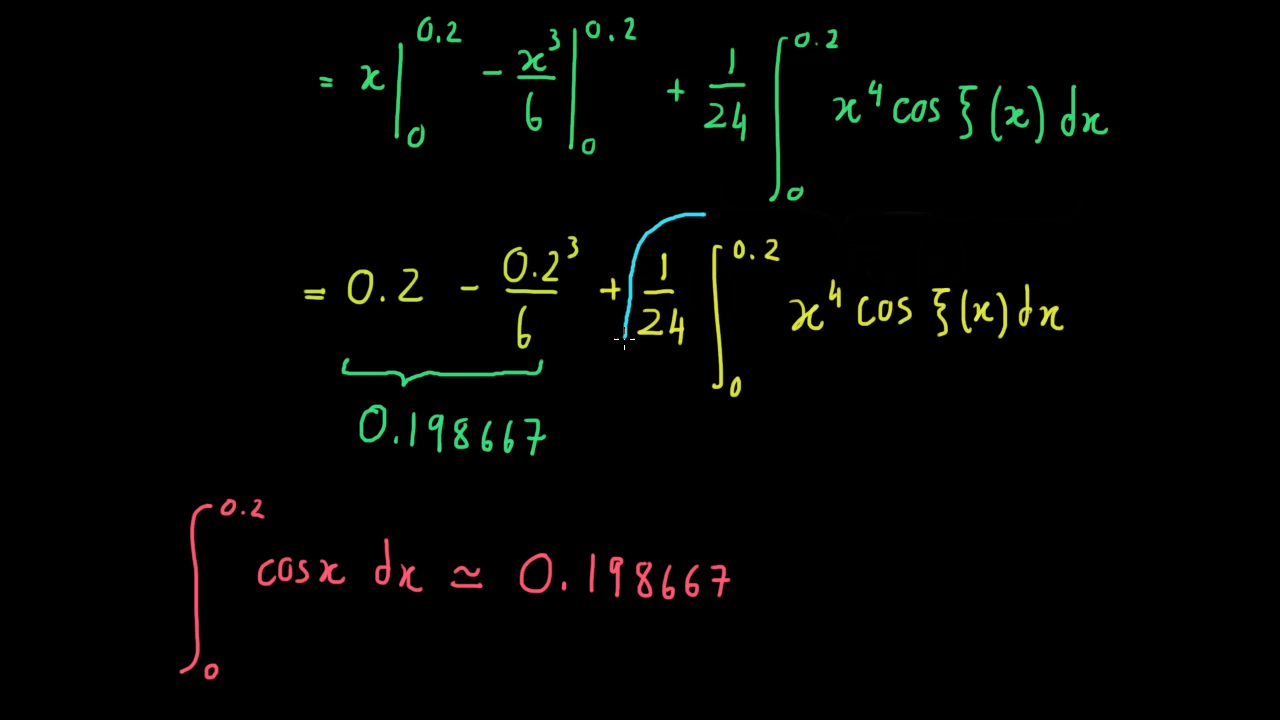 = x|₀^0.2 - x³/6|₀^0.2 + 1/24 ∫₀^0.2 x⁴ cos ξ(x) dx
= 0.2 - 0.2³/6 + 1/24 ∫₀^0.2 x⁴ cos ξ(x) dx
0.198667
∫₀^0.2 cosx dx ≃ 0.198667